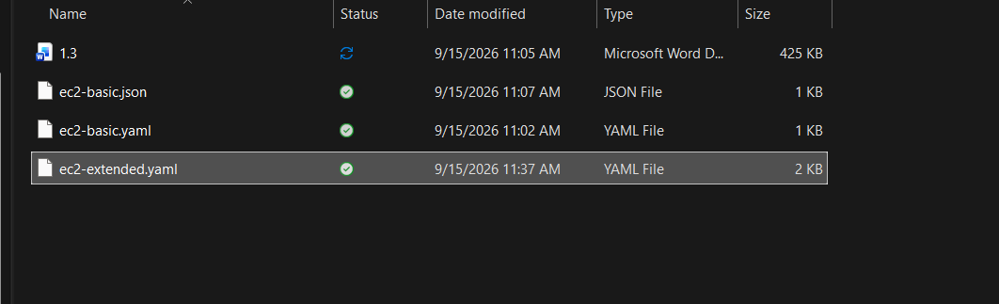 Name Status Date modified Type Size
1.3 9/15/2026 11:05 AM Microsoft Word D... 425 KB
ec2-basic.json 9/15/2026 11:07 AM JSON File 1 KB
ec2-basic.yaml 9/15/2026 11:02 AM YAML File 1 KB
ec2-extended.yaml 9/15/2026 11:37 AM YAML File 2 KB